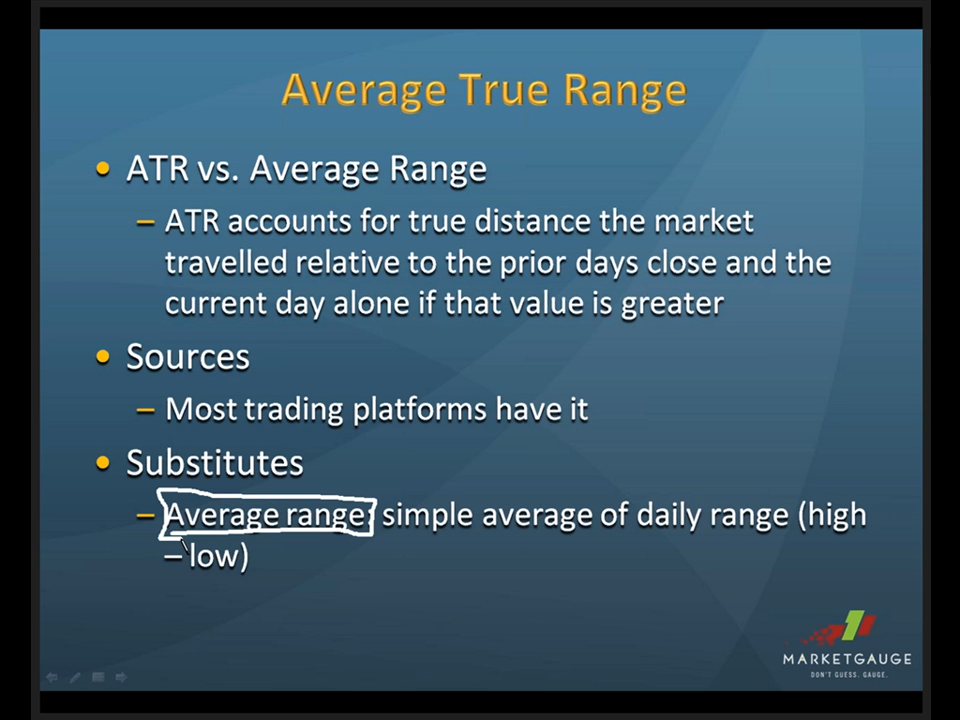 Average True Range
• ATR vs. Average Range
– ATR accounts for true distance the market
travelled relative to the prior days close and the
current day alone if that value is greater
• Sources
– Most trading platforms have it
• Substitutes
– Average range; simple average of daily range (high
– low)
MARKETGAUGE
DON'T GUESS. GAUGE.